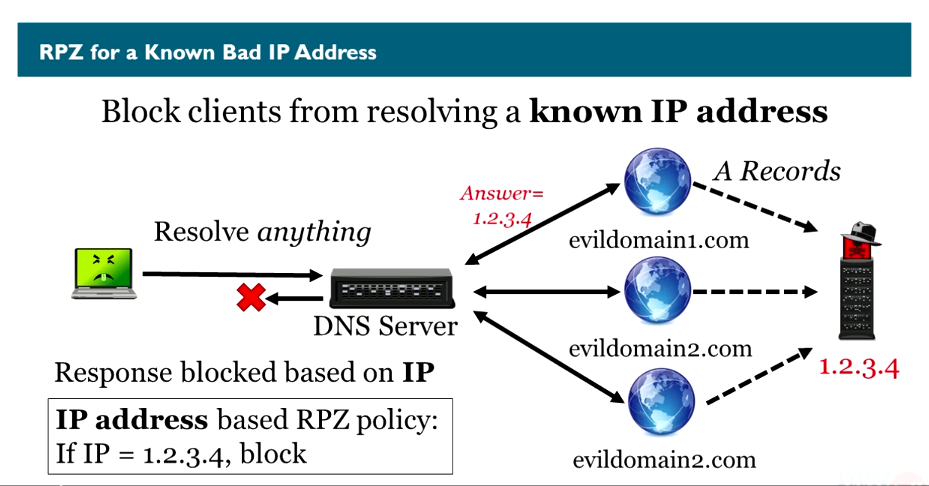 RPZ for a Known Bad IP Address
Block clients from resolving a known IP address
A Records
Answer=
1.2.3.4
Resolve anything
evildomain1.com
DNS Server
evildomain2.com
1.2.3.4
Response blocked based on IP
IP address based RPZ policy:
If IP = 1.2.3.4, block
evildomain2.com